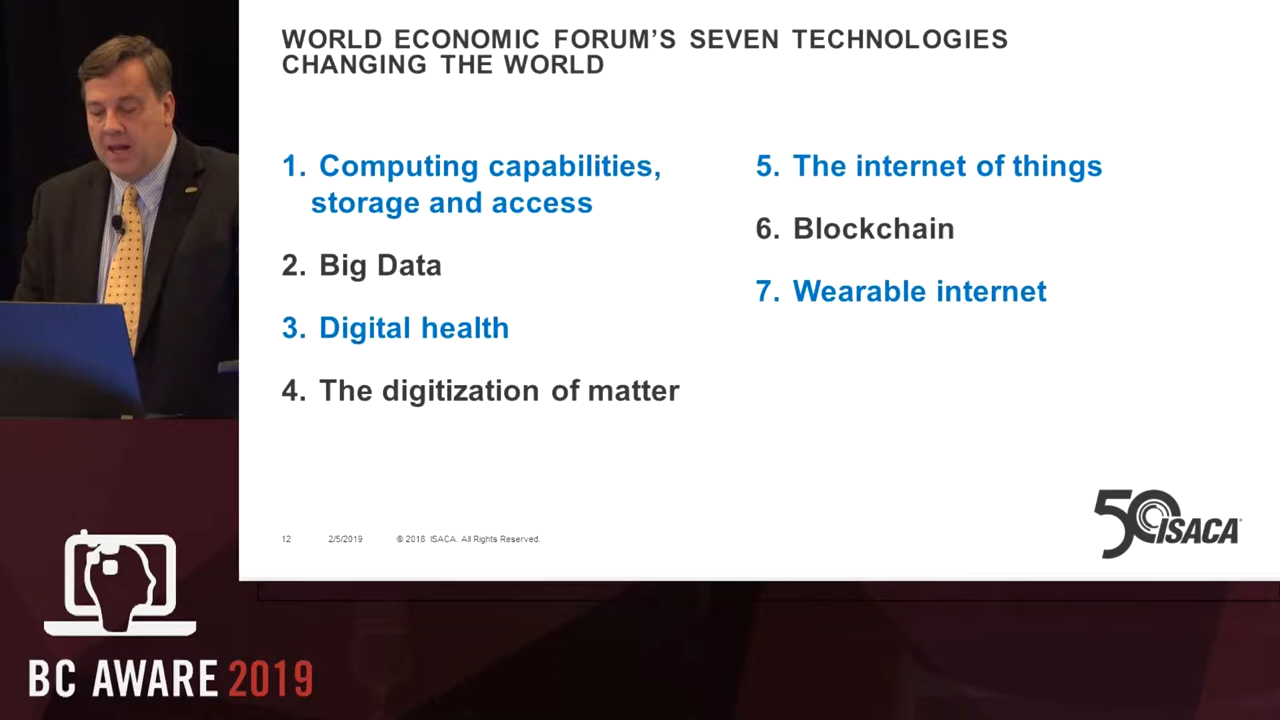 WORLD ECONOMIC FORUM'S SEVEN TECHNOLOGIES
CHANGING THE WORLD
1. Computing capabilities,
storage and access
2. Big Data
3. Digital health
4. The digitization of matter
5. The internet of things
6. Blockchain
7. Wearable internet
12 2/5/2019 © 2018 ISACA. All Rights Reserved.
50 ISACA®
BC AWARE 2019